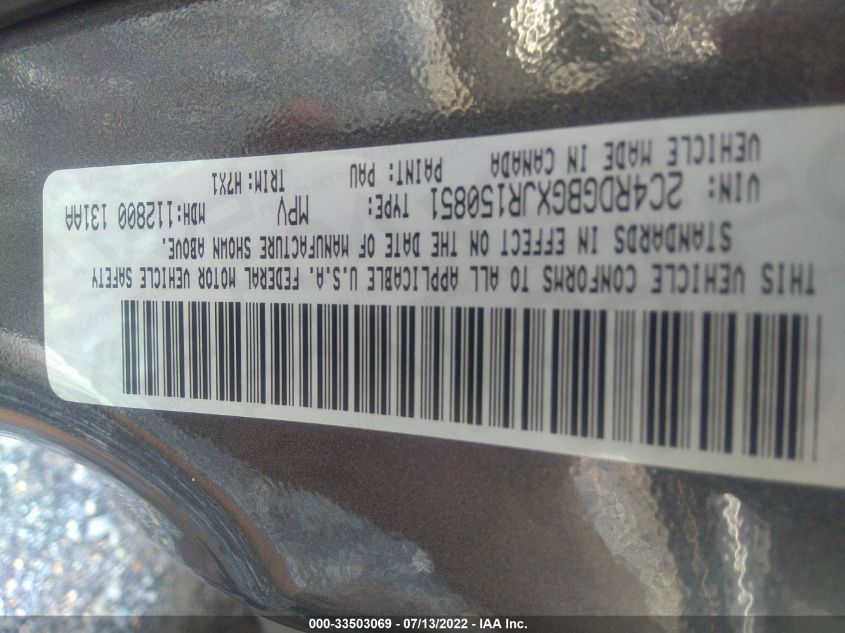 THIS VEHICLE CONFORMS TO ALL APPLICABLE U.S.A. FEDERAL MOTOR VEHICLE SAFETY
STANDARDS IN EFFECT ON THE DATE OF MANUFACTURE SHOWN ABOVE.
VIN: 2C4RDGBGXJR150851 TYPE: MPV MDH:112800 131AA
VEHICLE MADE IN CANADA PAINT: PAU TRIM:H7X1
000-33503069 - 07/13/2022 - IAA Inc.